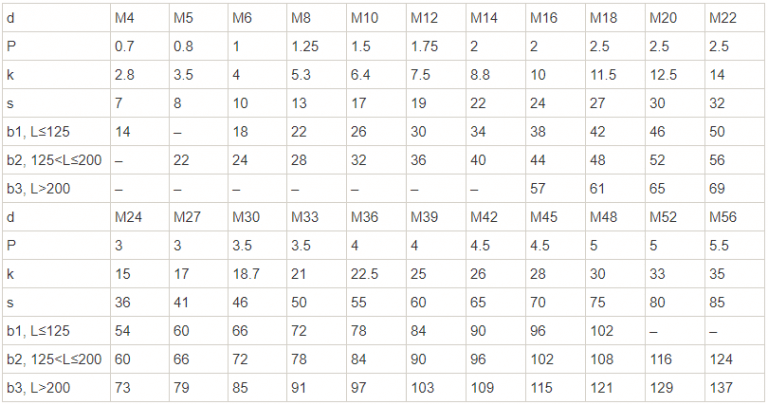 d M4 M5 M6 M8 M10 M12 M14 M16 M18 M20 M22
P 0.7 0.8 1 1.25 1.5 1.75 2 2 2.5 2.5 2.5
k 2.8 3.5 4 5.3 6.4 7.5 8.8 10 11.5 12.5 14
s 7 8 10 13 17 19 22 24 27 30 32
b1, L≤125 14 – 18 22 26 30 34 38 42 46 50
b2, 125<L≤200 – 22 24 28 32 36 40 44 48 52 56
b3, L>200 – – – – – – – 57 61 65 69
d M24 M27 M30 M33 M36 M39 M42 M45 M48 M52 M56
P 3 3 3.5 3.5 4 4 4.5 4.5 5 5 5.5
k 15 17 18.7 21 22.5 25 26 28 30 33 35
s 36 41 46 50 55 60 65 70 75 80 85
b1, L≤125 54 60 66 72 78 84 90 96 102 – –
b2, 125<L≤200 60 66 72 78 84 90 96 102 108 116 124
b3, L>200 73 79 85 91 97 103 109 115 121 129 137